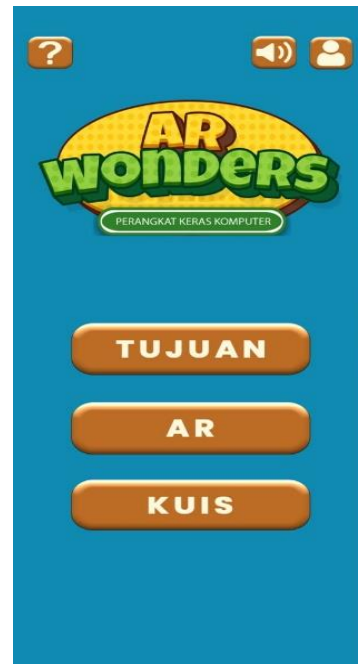 ?
AR
WONDERS
PERANGKAT KERAS KOMPUTER
TUJUAN
AR
KUIS